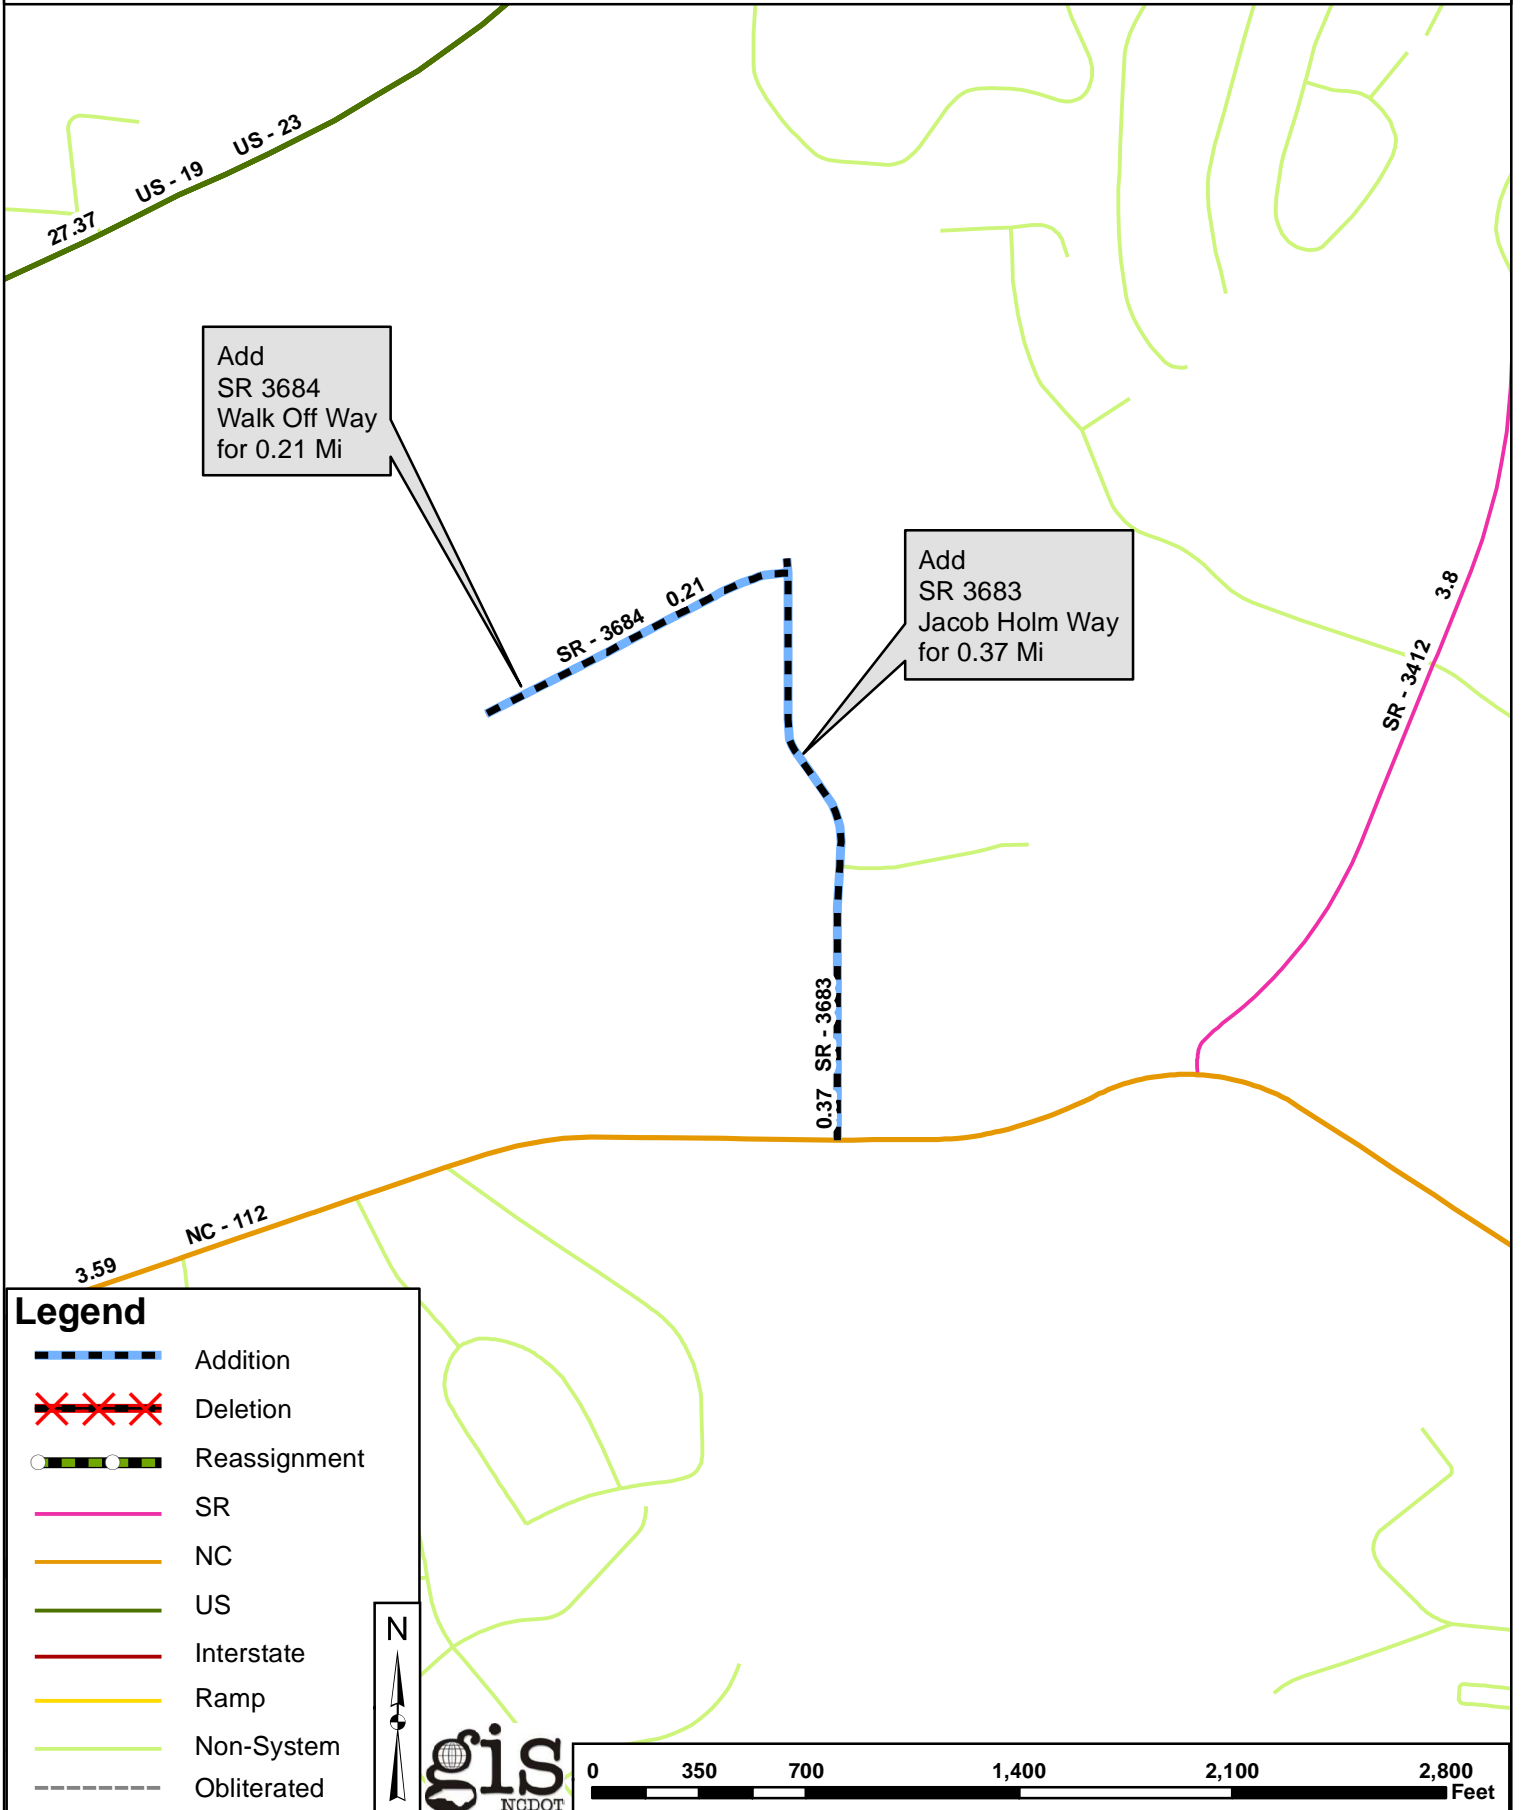 US - 23
US - 19
27.37
Add
SR 3684
Walk Off Way
for 0.21 Mi
Add
SR 3683
Jacob Holm Way
for 0.37 Mi
0.21
SR - 3684
3.8
SR - 3412
SR - 3683
0.37
NC - 112
3.59
Legend
Addition
Deletion
Reassignment
SR
NC
US
Interstate
Ramp
Non-System
Obliterated
N
gis
NCDOT
0 350 700 1,400 2,100 2,800
Feet